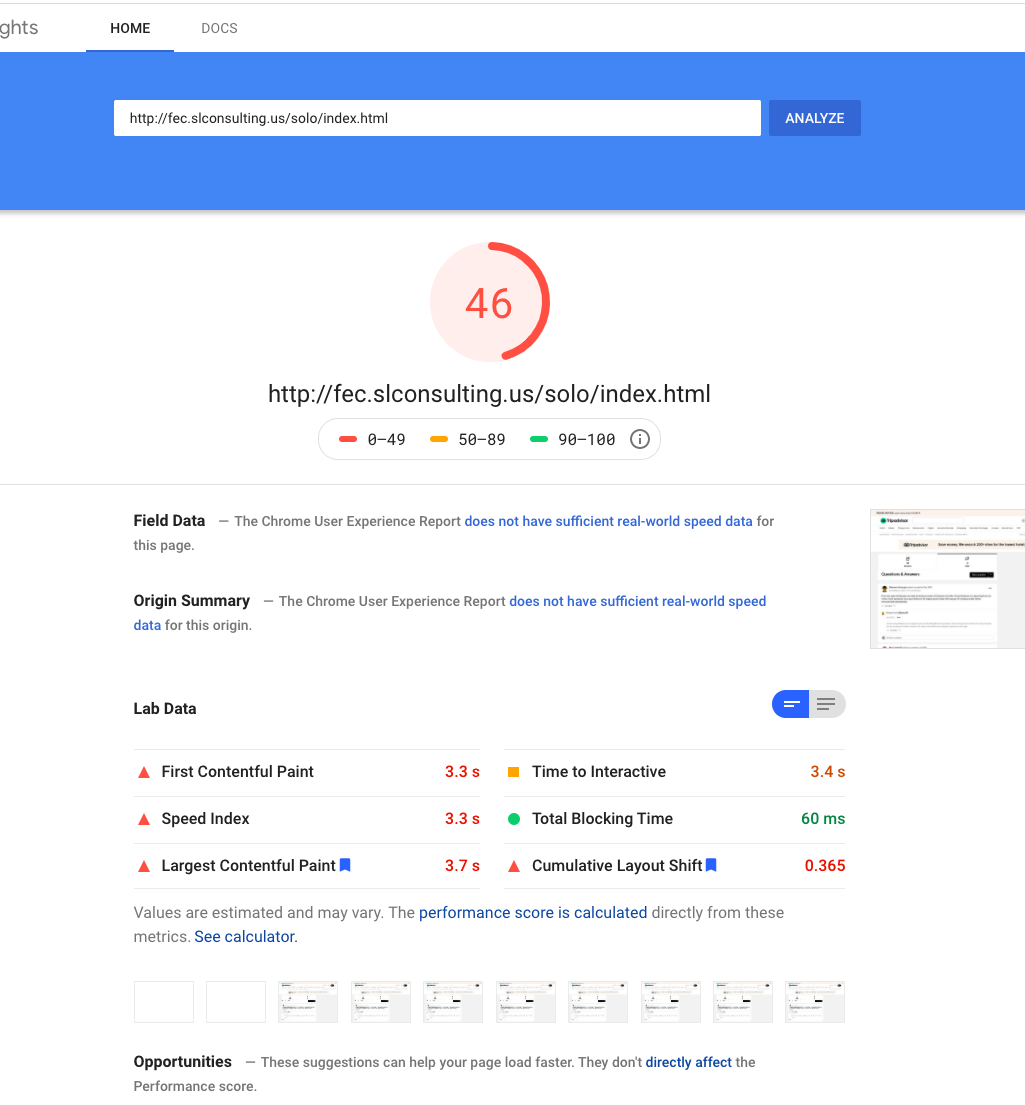 ghts
HOME
DOCS
http://fec.slconsulting.us/solo/index.html
ANALYZE
46
http://fec.slconsulting.us/solo/index.html
0–49
50–89
90–100
Field Data — The Chrome User Experience Report does not have sufficient real-world speed data for
this page.
Origin Summary — The Chrome User Experience Report does not have sufficient real-world speed
data for this origin.
Tripadvisor
Tripadvisor
Questions & Answers
Lab Data
First Contentful Paint 3.3 s
Time to Interactive 3.4 s
Speed Index 3.3 s
Total Blocking Time 60 ms
Largest Contentful Paint 3.7 s
Cumulative Layout Shift 0.365
Values are estimated and may vary. The performance score is calculated directly from these
metrics. See calculator.
Opportunities — These suggestions can help your page load faster. They don't directly affect the
Performance score.